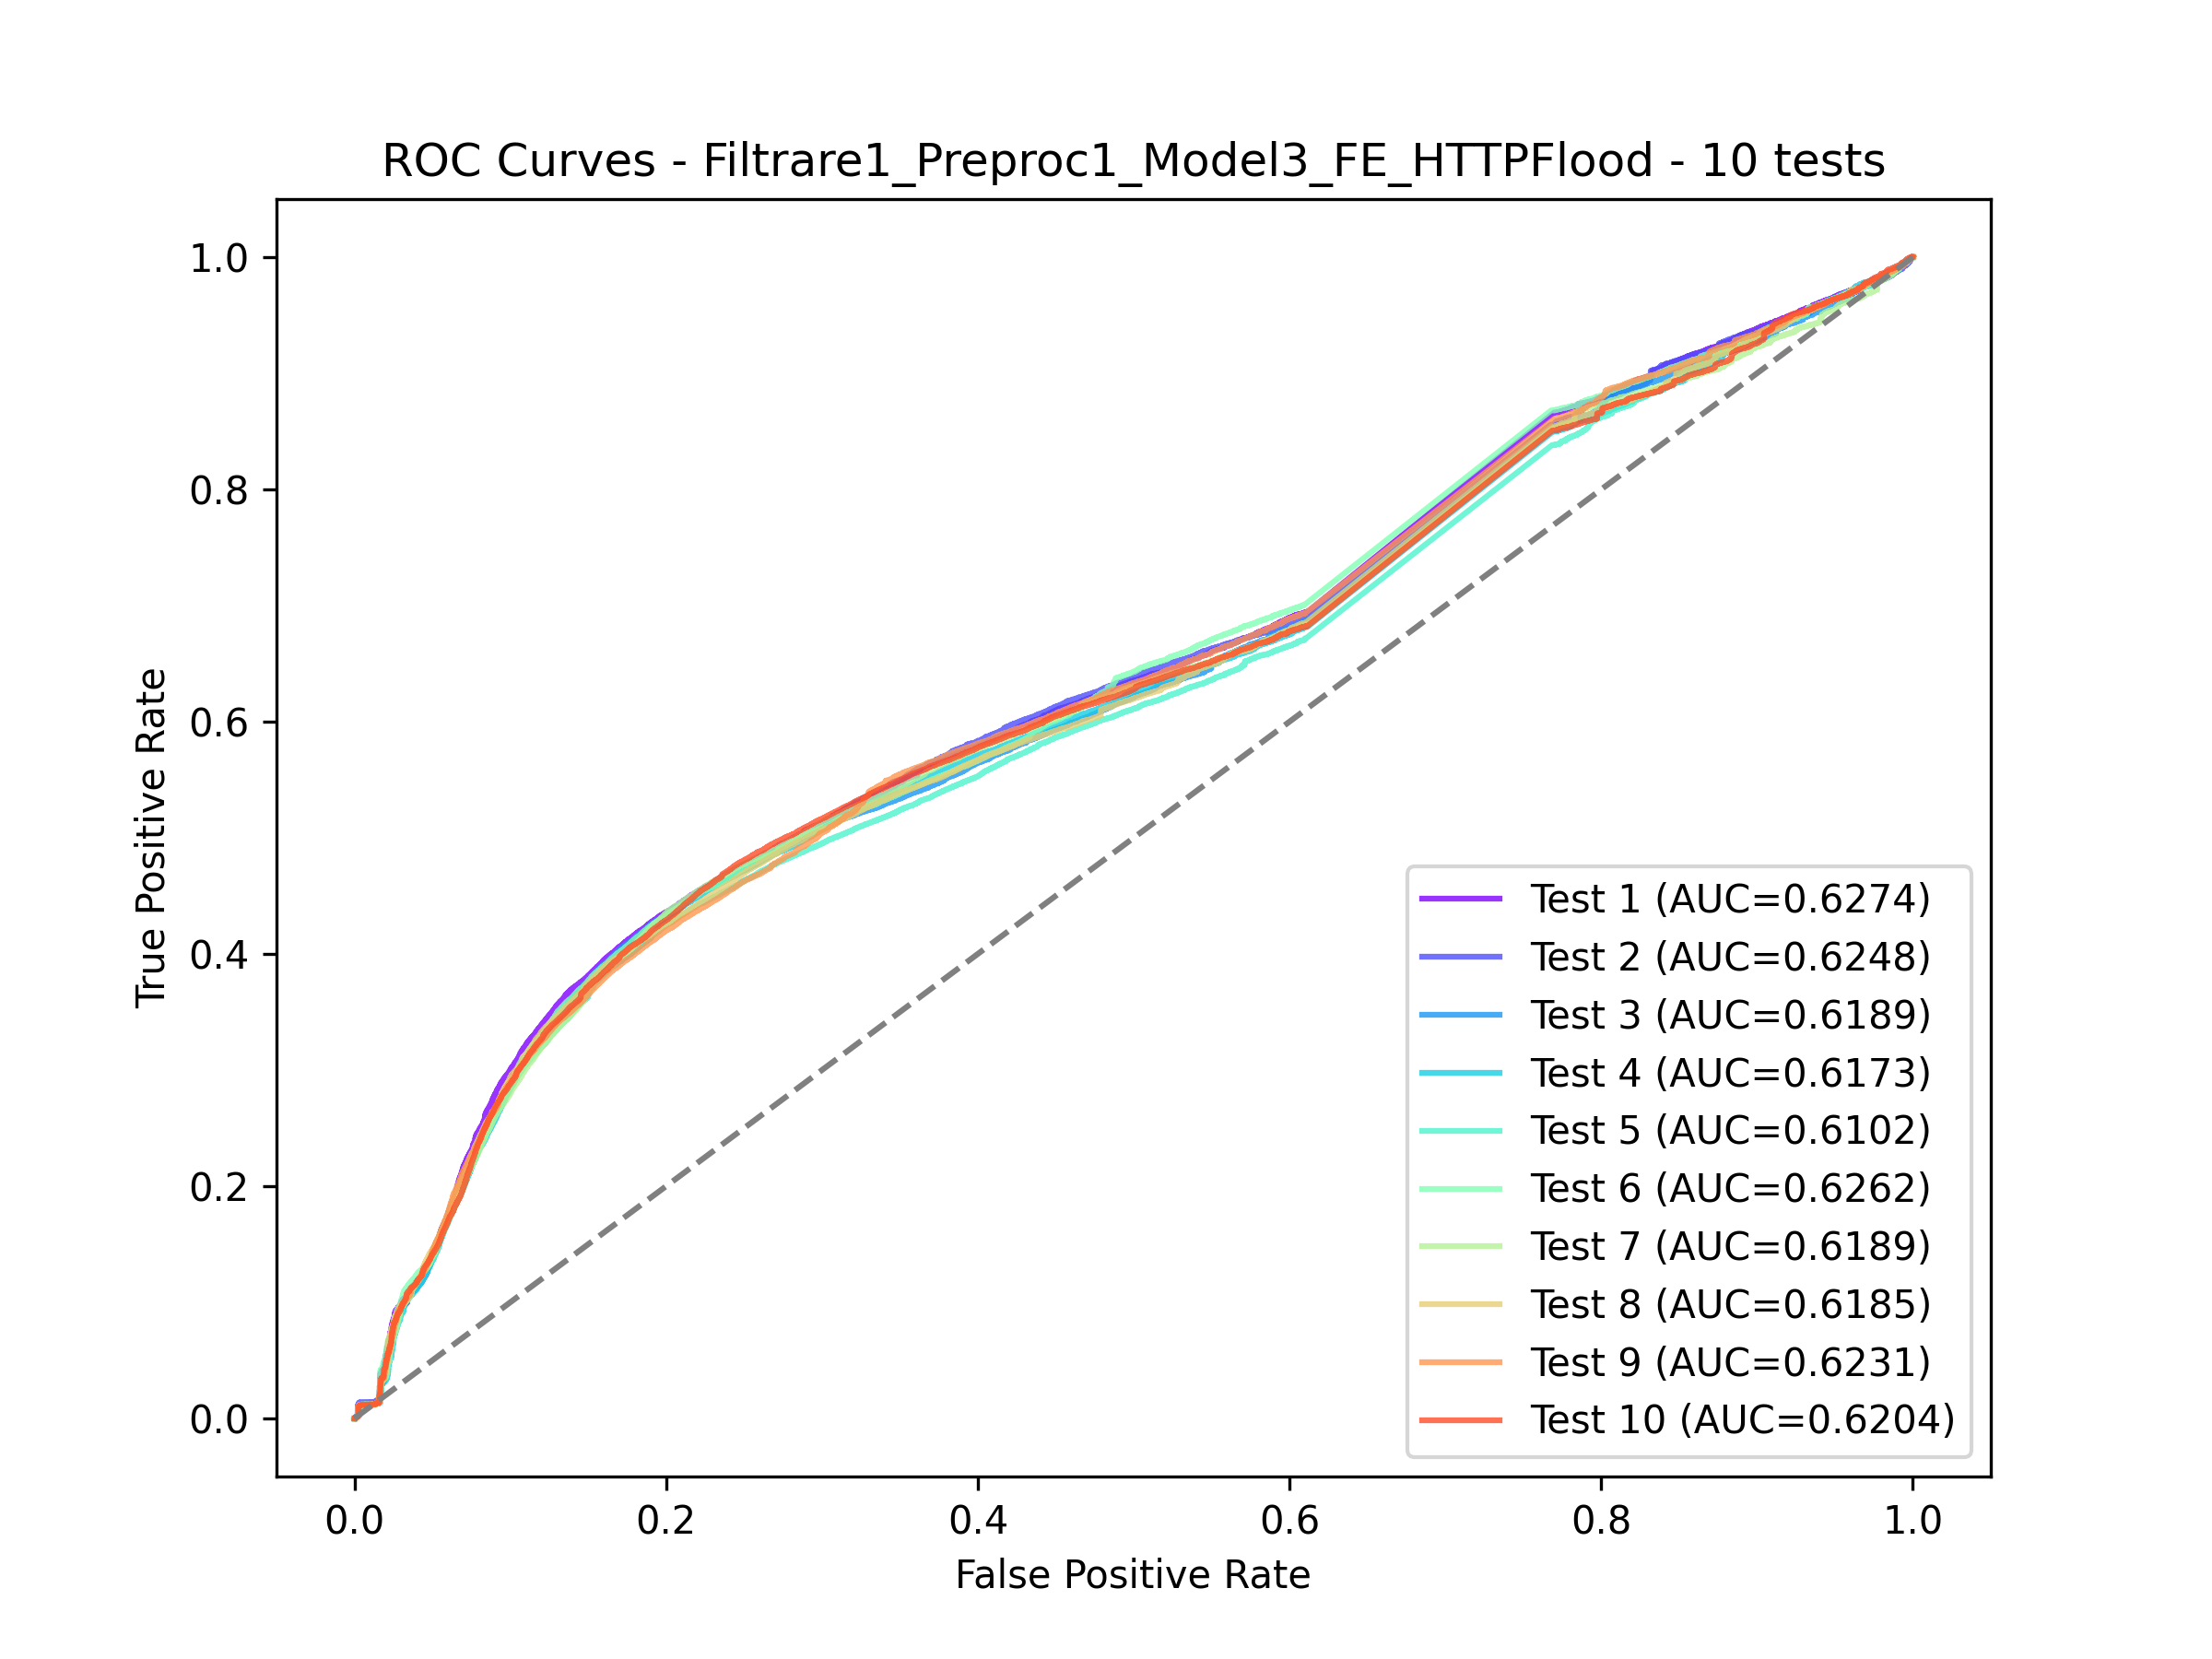 ROC Curves - Filtrare1_Preproc1_Model3_FE_HTTPFlood - 10 tests
True Positive Rate
1.0
0.8
0.6
0.4
0.2
0.0
0.0 0.2 0.4 0.6 0.8 1.0
False Positive Rate
Test 1 (AUC=0.6274)
Test 2 (AUC=0.6248)
Test 3 (AUC=0.6189)
Test 4 (AUC=0.6173)
Test 5 (AUC=0.6102)
Test 6 (AUC=0.6262)
Test 7 (AUC=0.6189)
Test 8 (AUC=0.6185)
Test 9 (AUC=0.6231)
Test 10 (AUC=0.6204)